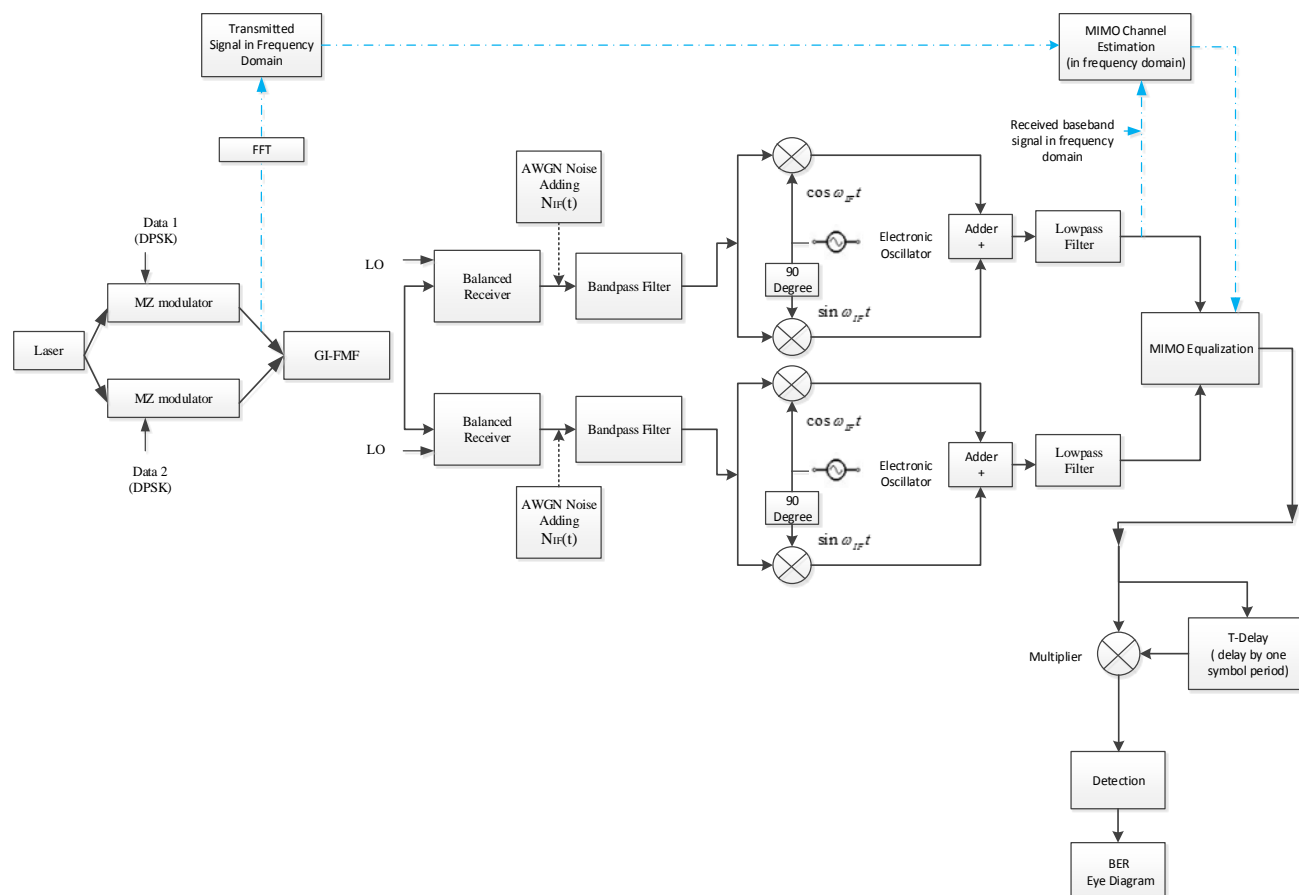 Transmitted
Signal in Frequency
Domain
MIMO Channel
Estimation
(in frequency domain)
Received baseband
signal in frequency
domain
FFT
AWGN Noise
Adding
NIF(t)
cos ω_IF t
Data 1
(DPSK)
LO
Balanced
Receiver
Bandpass Filter
Electronic
Oscillator
90
Degree
sin ω_IF t
Adder
+
Lowpass
Filter
MZ modulator
Laser
GI-FMF
MZ modulator
Data 2
(DPSK)
MIMO Equalization
Balanced
Receiver
LO
Bandpass Filter
cos ω_IF t
Electronic
Oscillator
90
Degree
sin ω_IF t
Adder
+
Lowpass
Filter
AWGN Noise
Adding
NIF(t)
Multiplier
T-Delay
( delay by one
symbol period)
Detection
BER
Eye Diagram